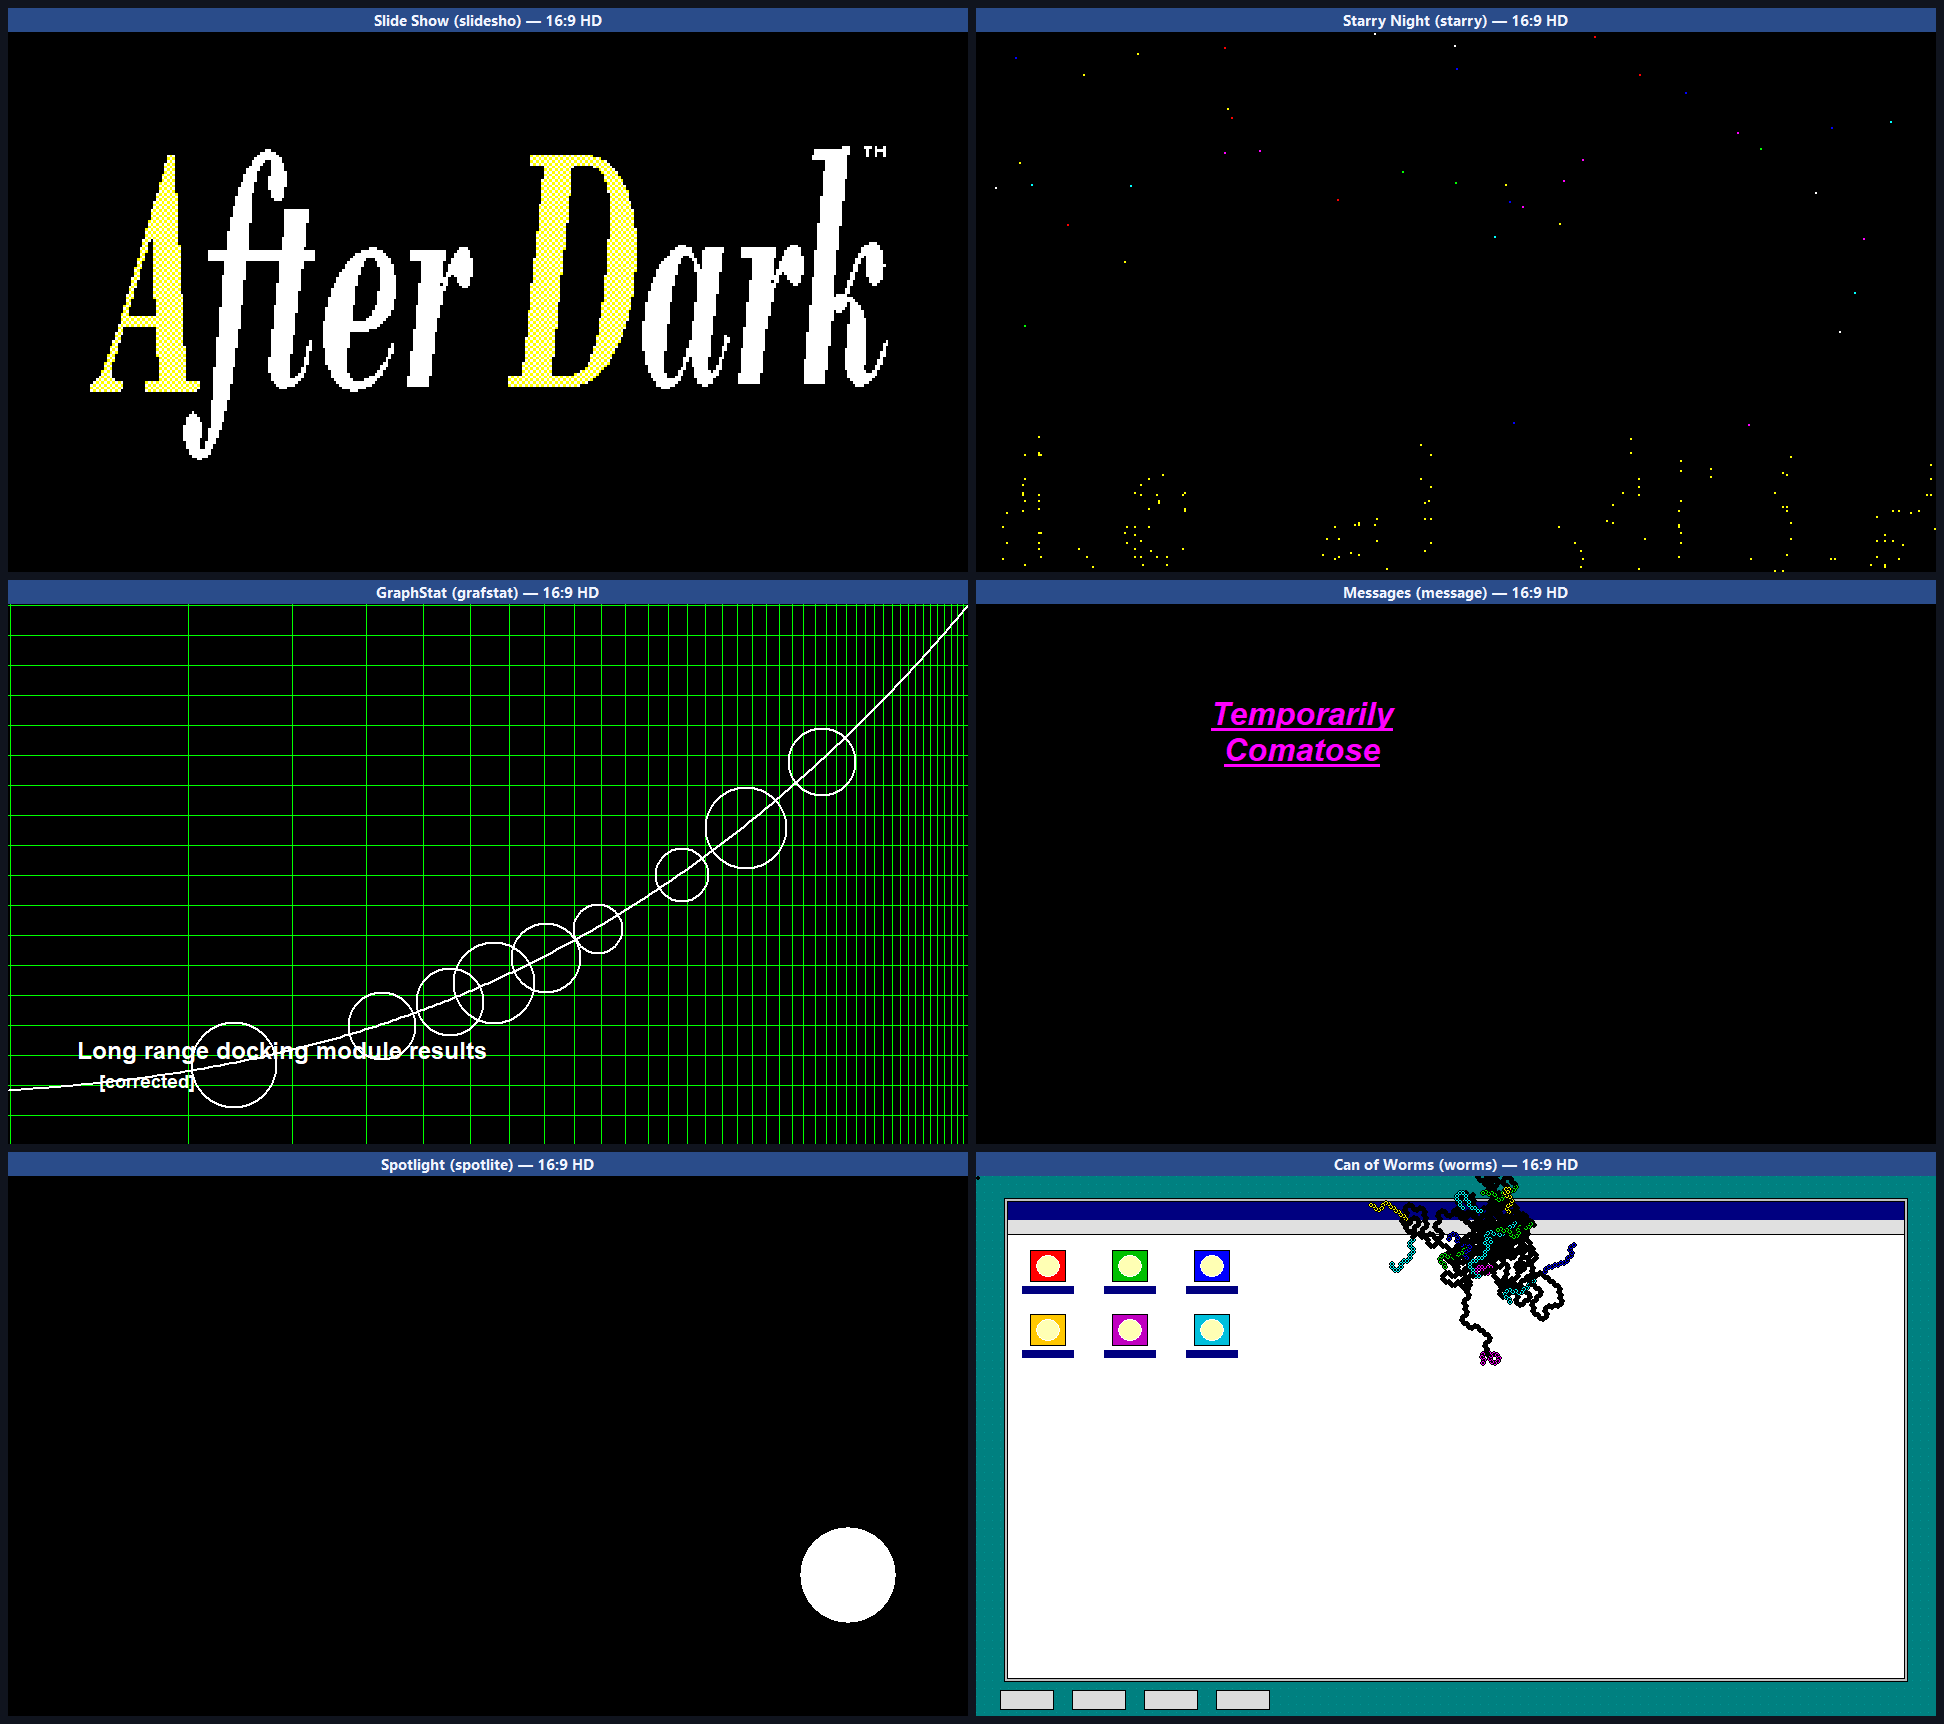 Slide Show (slidesho) — 16:9 HD
Starry Night (starry) — 16:9 HD
After Dark TM
GraphStat (grafstat) — 16:9 HD
Messages (message) — 16:9 HD
Long range docking module results
[corrected]
Temporarily
Comatose
Spotlight (spotlite) — 16:9 HD
Can of Worms (worms) — 16:9 HD